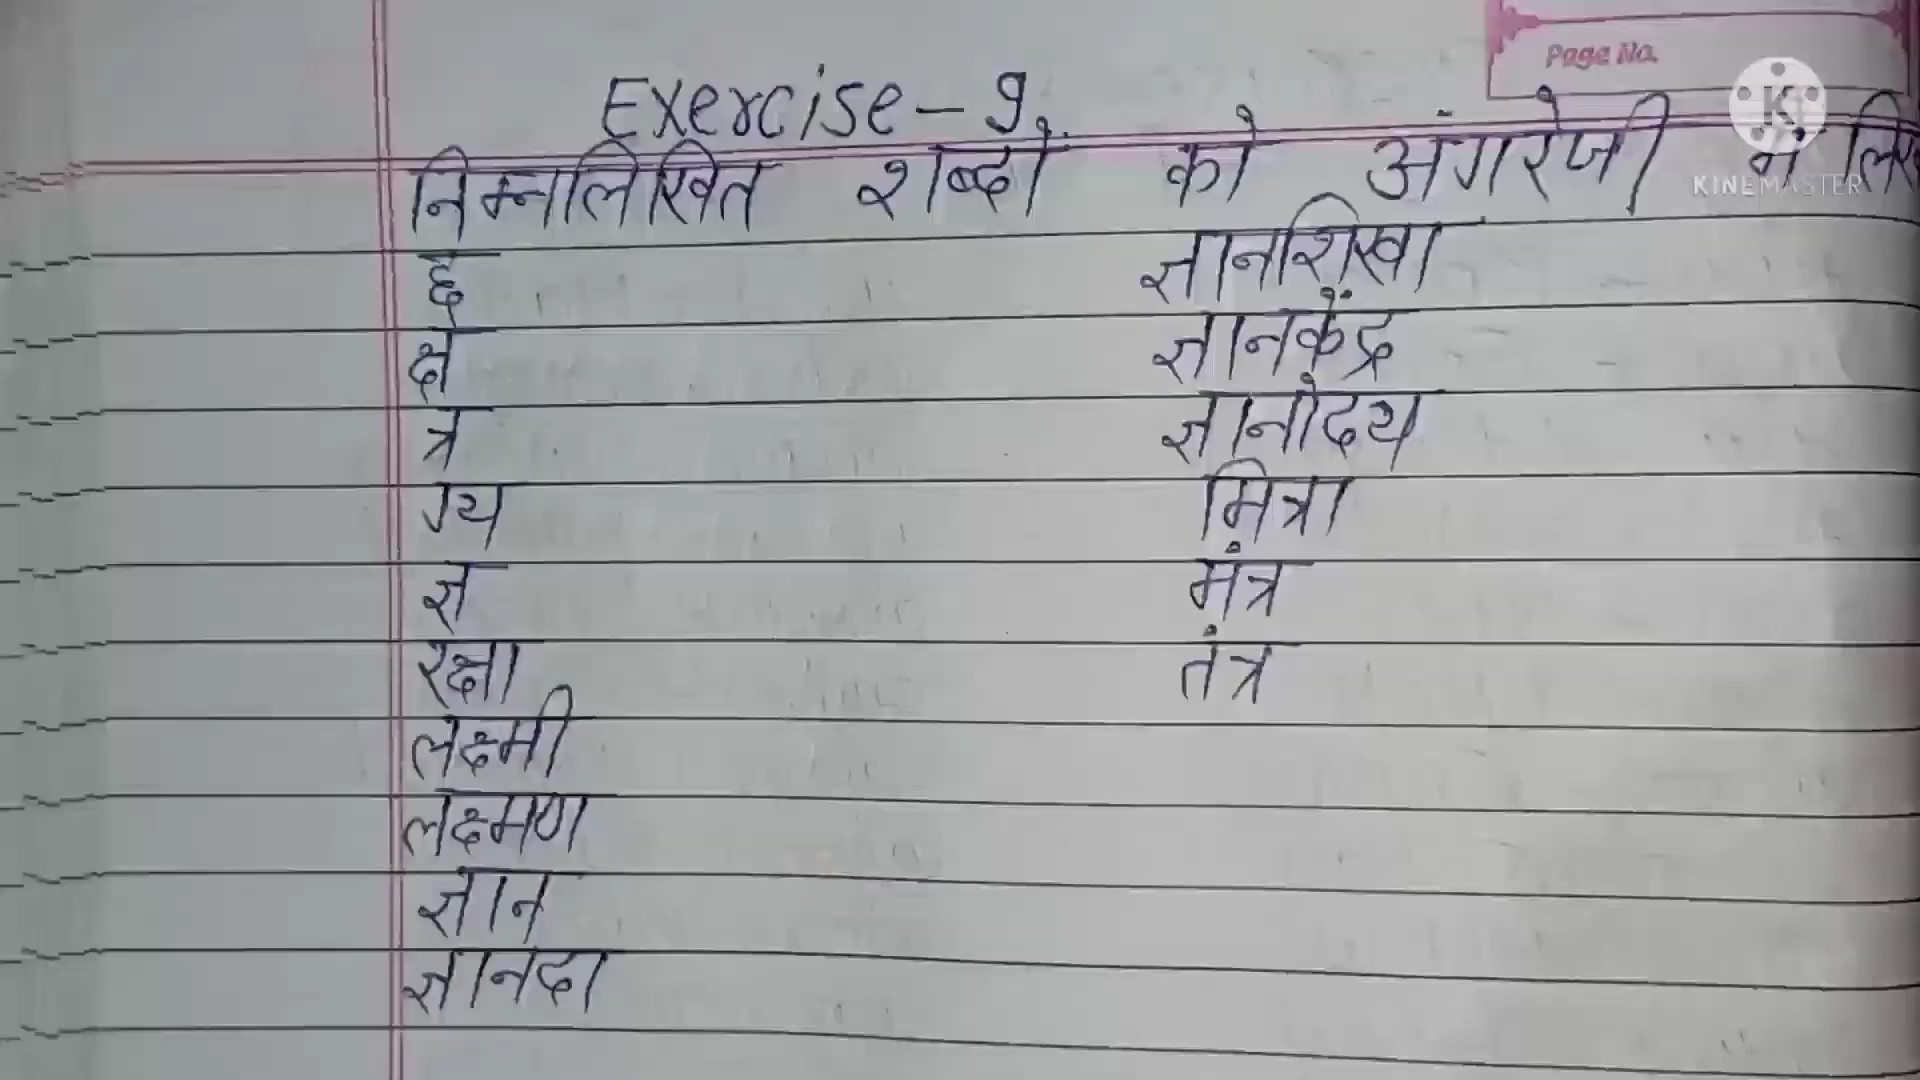 Page No.
Exercise - 9.
निम्नलिखित शब्दों को अंगरेजी में लिख
KINEMASTER
छ
क्ष
त्र
ग्य
ज्ञ
रक्षा
लक्ष्मी
लक्ष्मण
ज्ञान
ज्ञानदा
ज्ञानशिखा
ज्ञानकेंद्र
ज्ञानोदय
मित्रा
मंत्र
तंत्र